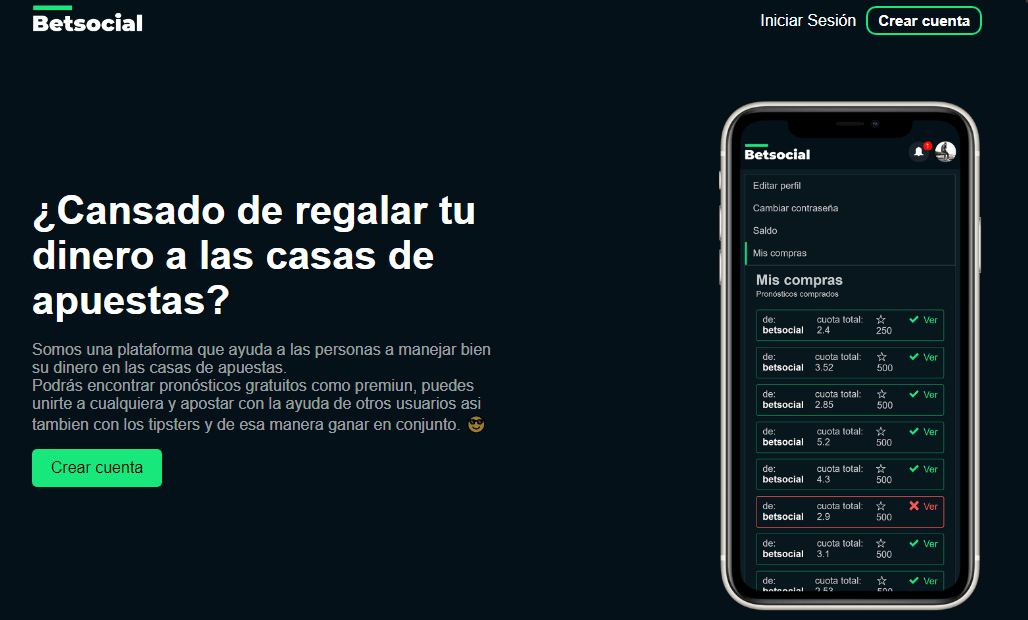 Betsocial
Iniciar Sesión
Crear cuenta
¿Cansado de regalar tu
dinero a las casas de
apuestas?
Somos una plataforma que ayuda a las personas a manejar bien
su dinero en las casas de apuestas.
Podrás encontrar pronósticos gratuitos como premiun, puedes
unirte a cualquiera y apostar con la ayuda de otros usuarios asi
tambien con los tipsters y de esa manera ganar en conjunto. 🤓
Crear cuenta
Betsocial
1
Editar perfil
Cambiar contraseña
Saldo
Mis compras
Mis compras
Pronósticos comprados
de: cuota total: ☆ ✔ Ver
betsocial 2.4 250
de: cuota total: ☆ ✔ Ver
betsocial 3.52 500
de: cuota total: ☆ ✔ Ver
betsocial 2.85 500
de: cuota total: ☆ ✔ Ver
betsocial 5.2 500
de: cuota total: ☆ ✔ Ver
betsocial 4.3 500
de: cuota total: ☆ ✖ Ver
betsocial 2.9 500
de: cuota total: ☆ ✔ Ver
betsocial 3.1 500
de: cuota total: ☆ ✔ Ver
betsocial 2.53 500